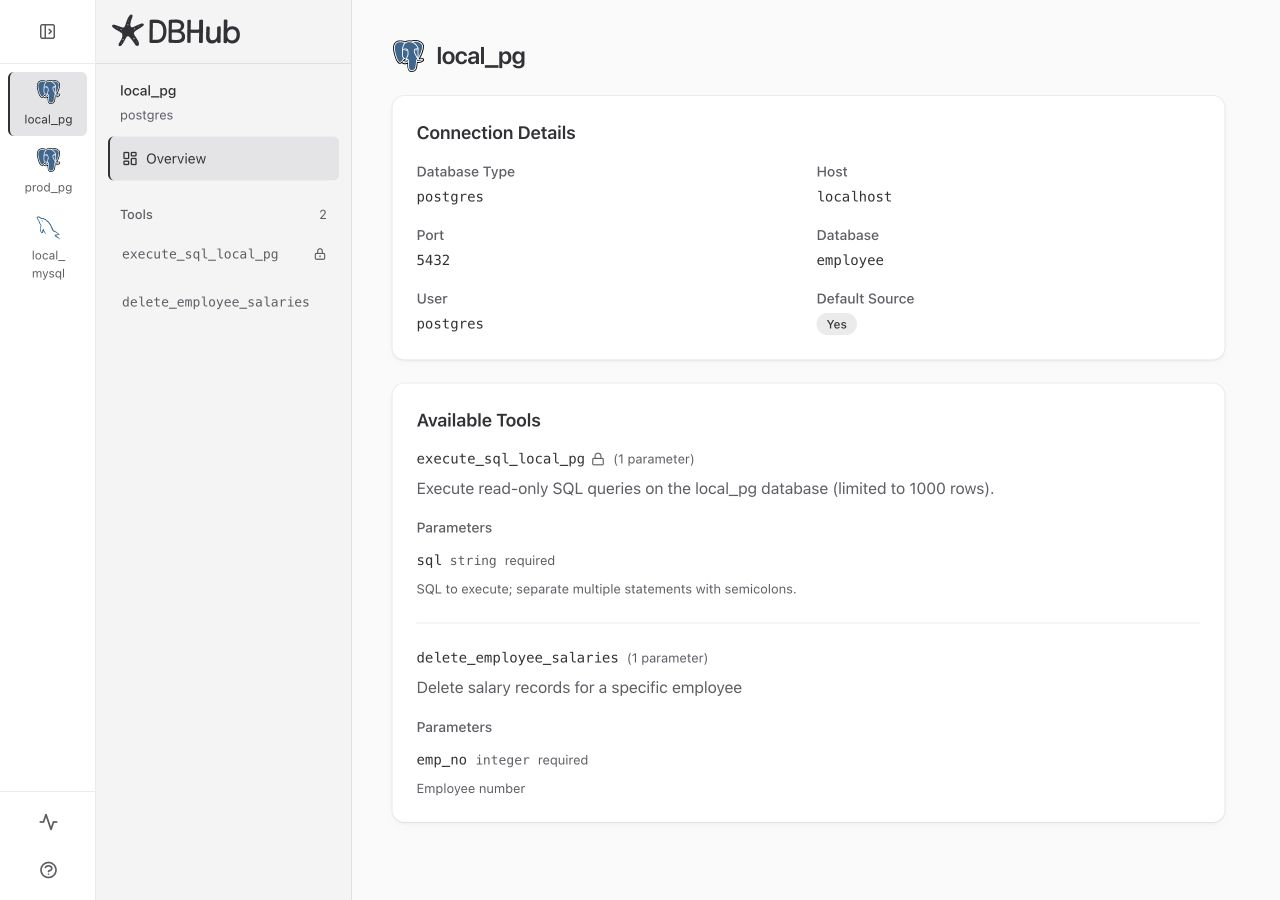 local_pg
prod_pg
local_
mysql
DBHub
local_pg
postgres
Overview
Tools 2
execute_sql_local_pg
delete_employee_salaries
local_pg
Connection Details
Database Type
postgres
Host
localhost
Port
5432
Database
employee
User
postgres
Default Source
Yes
Available Tools
execute_sql_local_pg (1 parameter)
Execute read-only SQL queries on the local_pg database (limited to 1000 rows).
Parameters
sql string required
SQL to execute; separate multiple statements with semicolons.
delete_employee_salaries (1 parameter)
Delete salary records for a specific employee
Parameters
emp_no integer required
Employee number